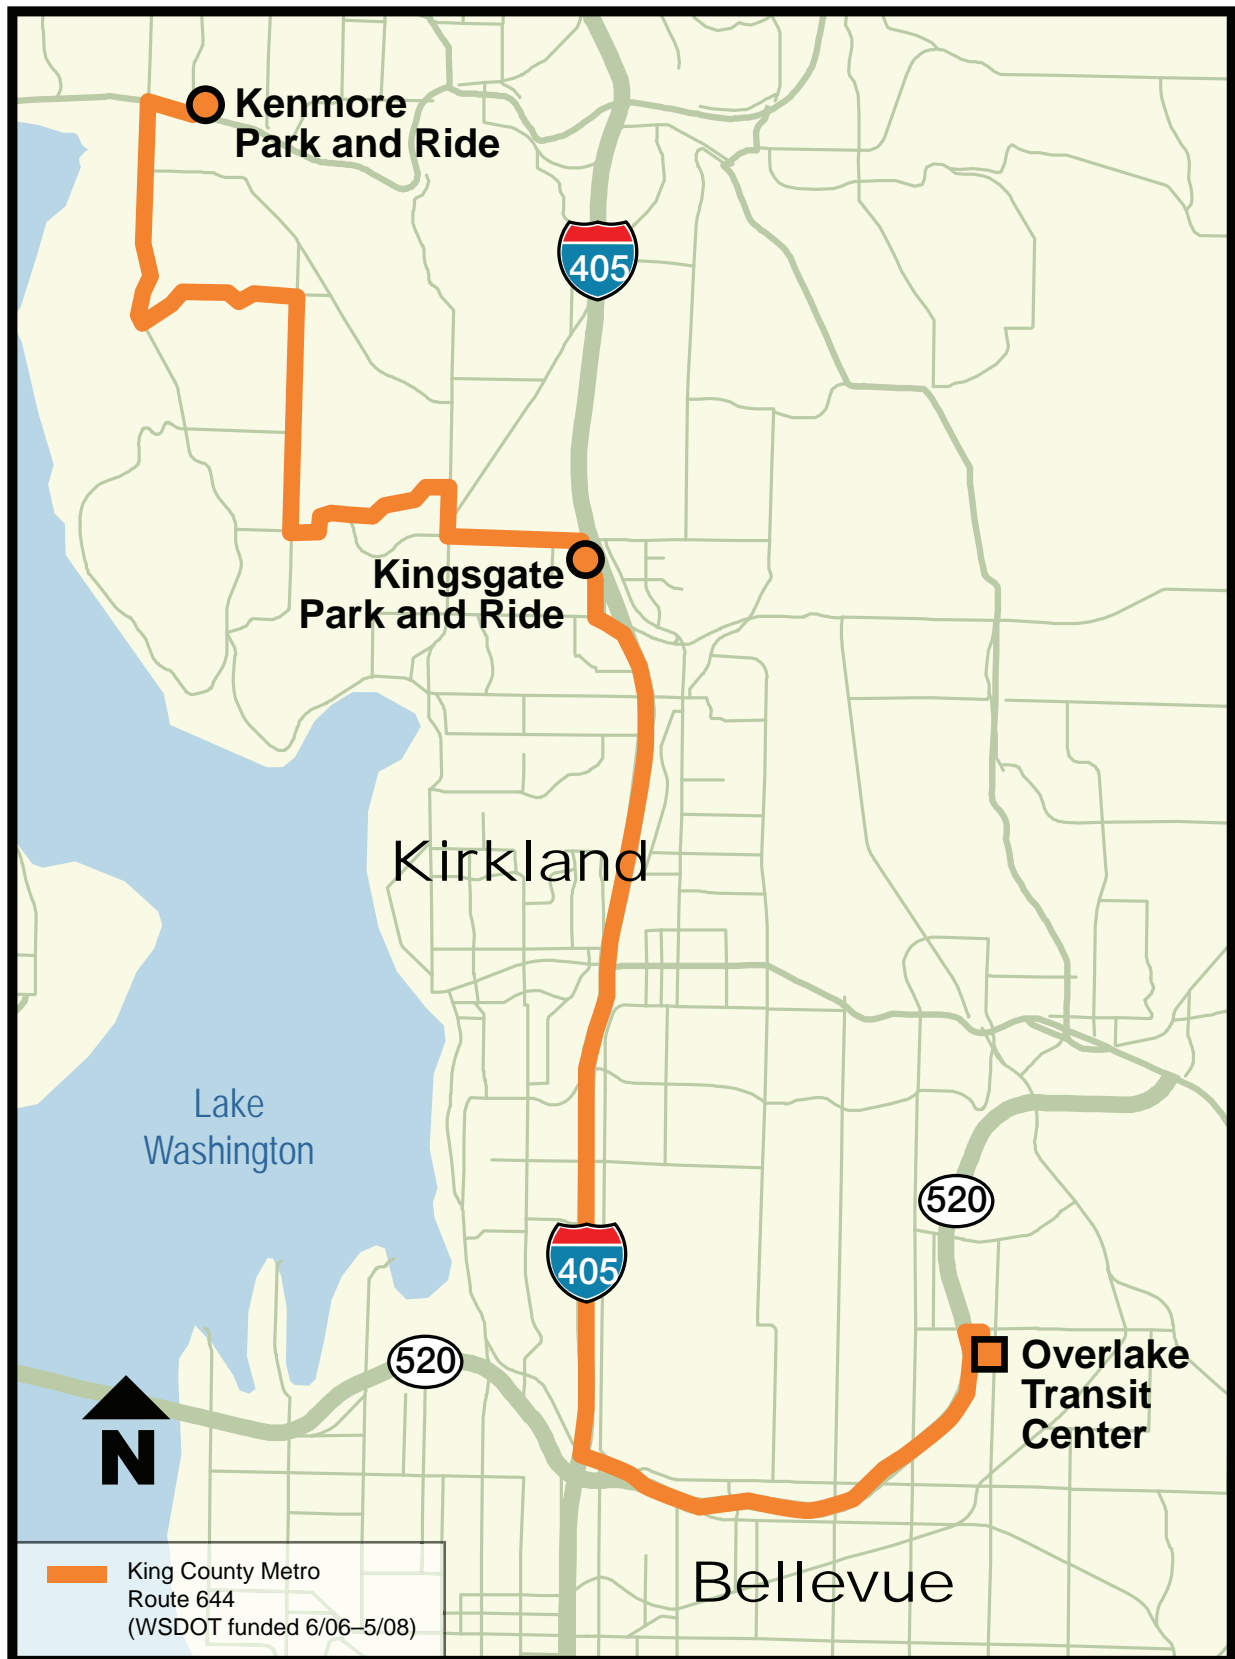 Kenmore
Park and Ride
405
Kingsgate
Park and Ride
Kirkland
Lake
Washington
520
405
520
Overlake
Transit
Center
N
Bellevue
King County Metro
Route 644
(WSDOT funded 6/06–5/08)